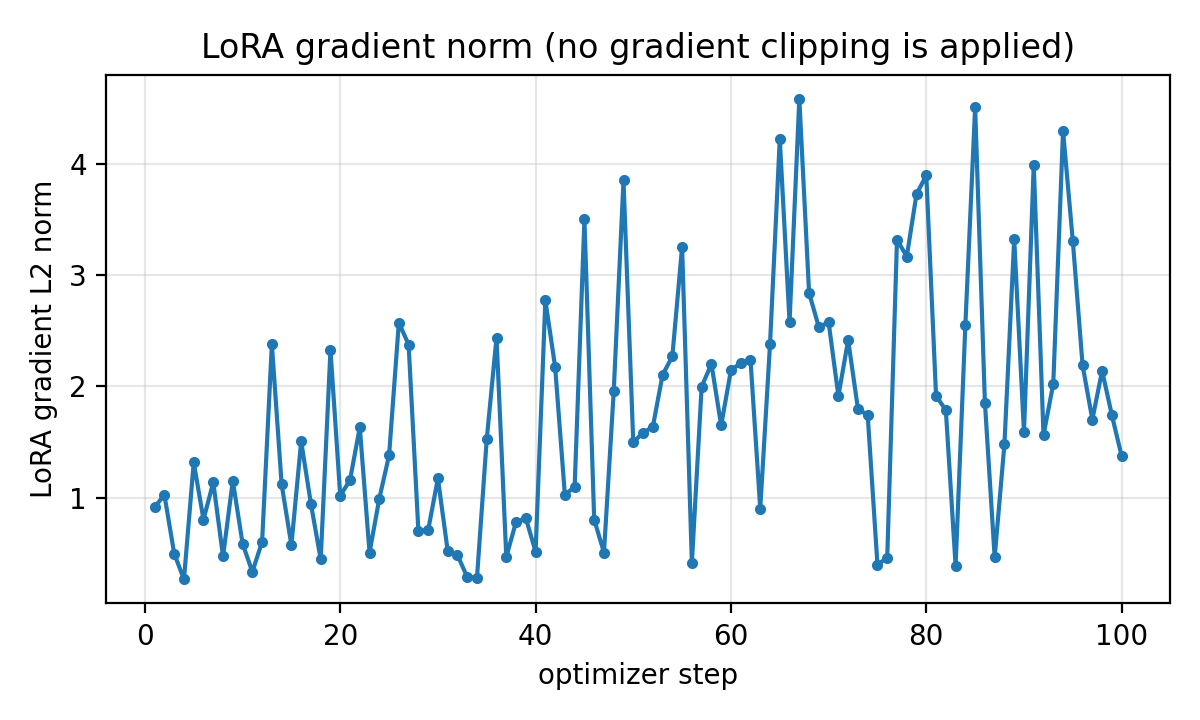 LoRA gradient norm (no gradient clipping is applied)
LoRA gradient L2 norm
4
3
2
1
0 20 40 60 80 100
optimizer step